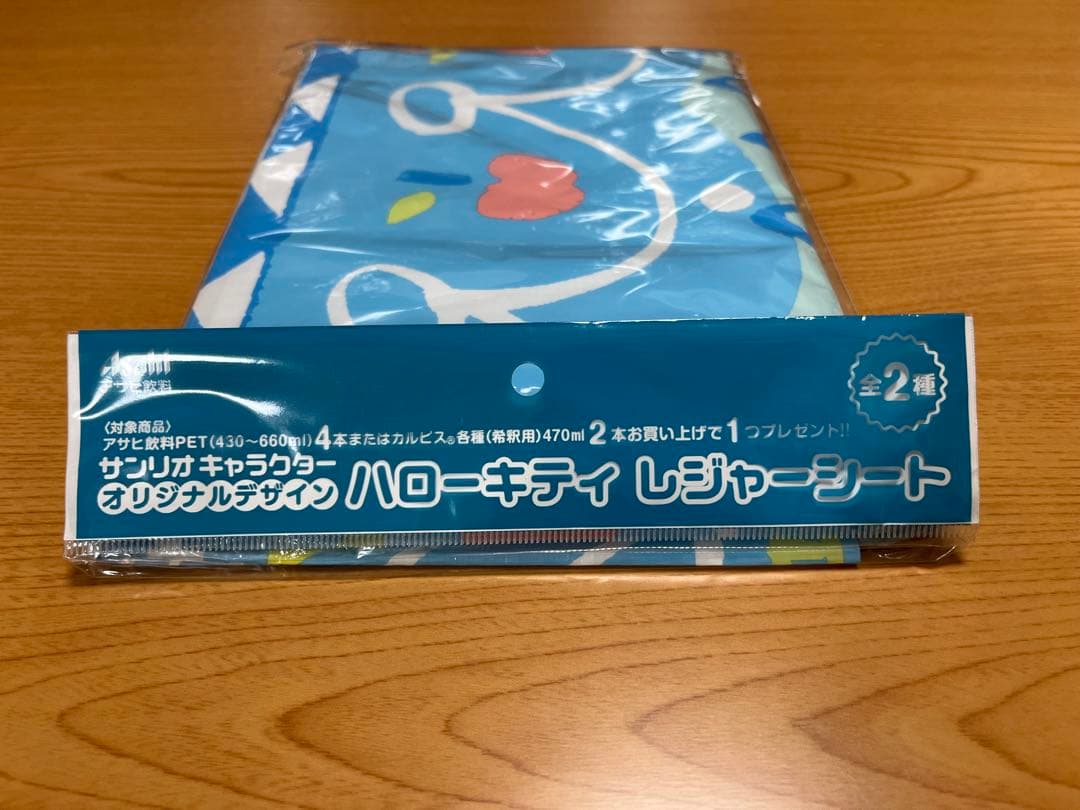 Asahi
アサヒ飲料
全2種
〈対象商品〉
アサヒ飲料PET(430〜660ml)4本またはカルピス®各種(希釈用)470ml 2本お買い上げで1つプレゼント!!
サンリオキャラクター
オリジナルデザイン
ハローキティ レジャーシート